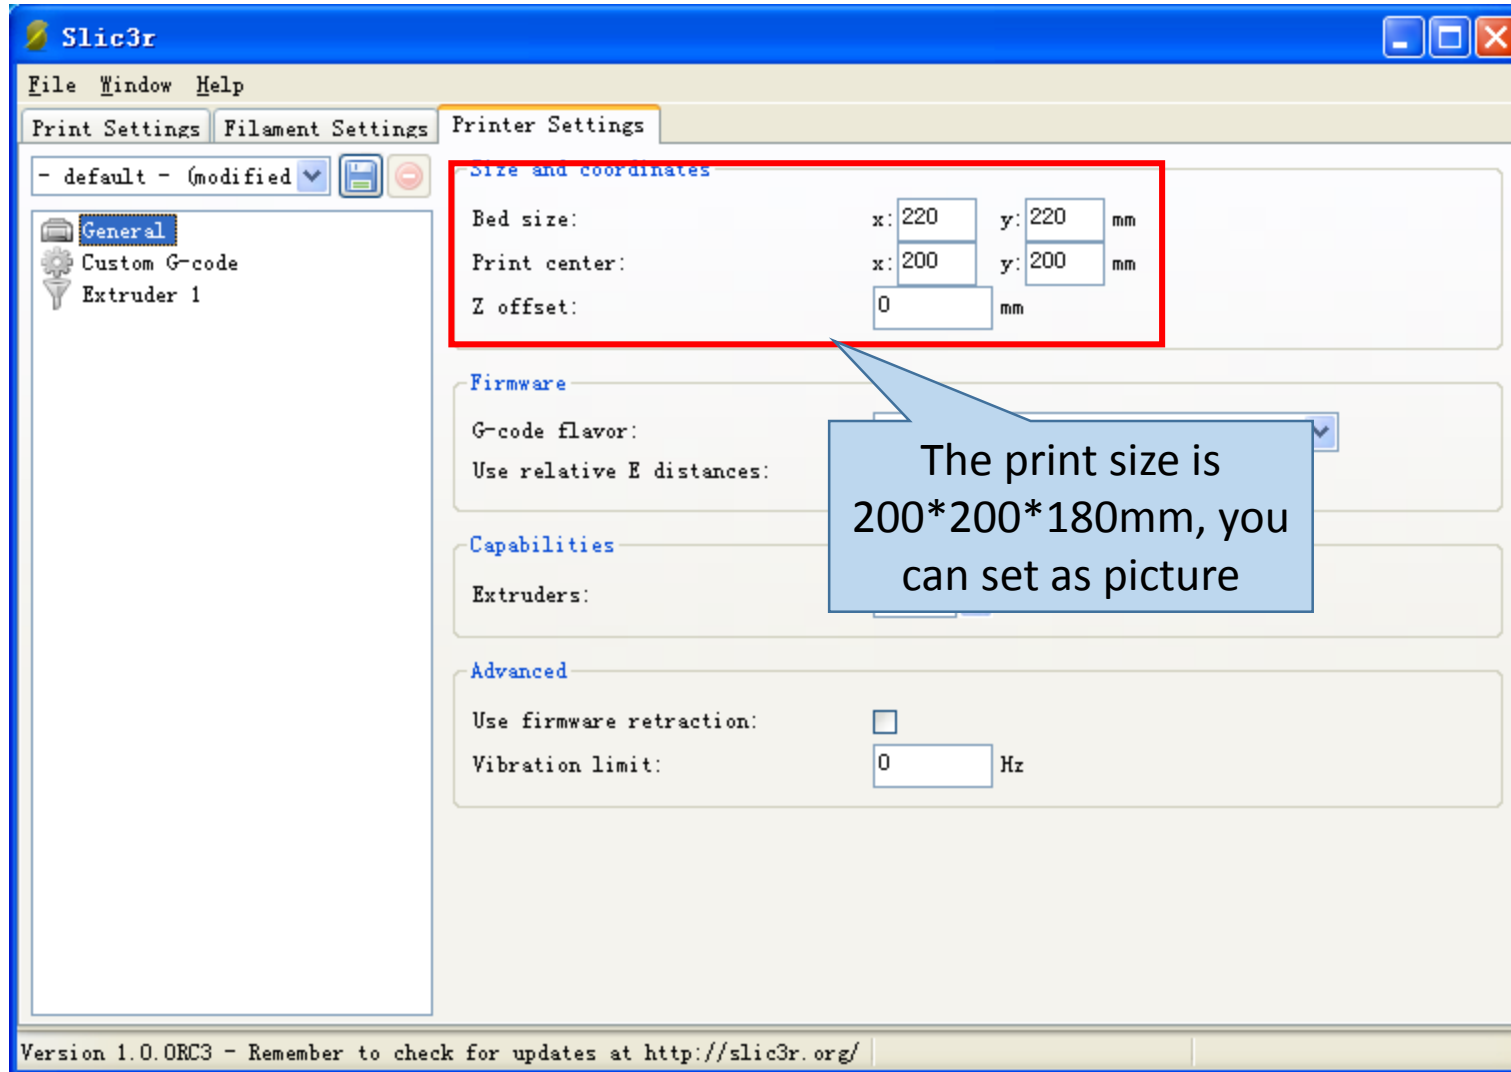 Slic3r
File Window Help
Print Settings Filament Settings Printer Settings
- default - (modified
General
Custom G-code
Extruder 1
Size and coordinates
Bed size: x: 220 y: 220 mm
Print center: x: 200 y: 200 mm
Z offset: 0 mm
Firmware
G-code flavor:
Use relative E distances:
The print size is
200*200*180mm, you
can set as picture
Capabilities
Extruders:
Advanced
Use firmware retraction:
Vibration limit: 0 Hz
Version 1.0.0RC3 - Remember to check for updates at http://slic3r.org/